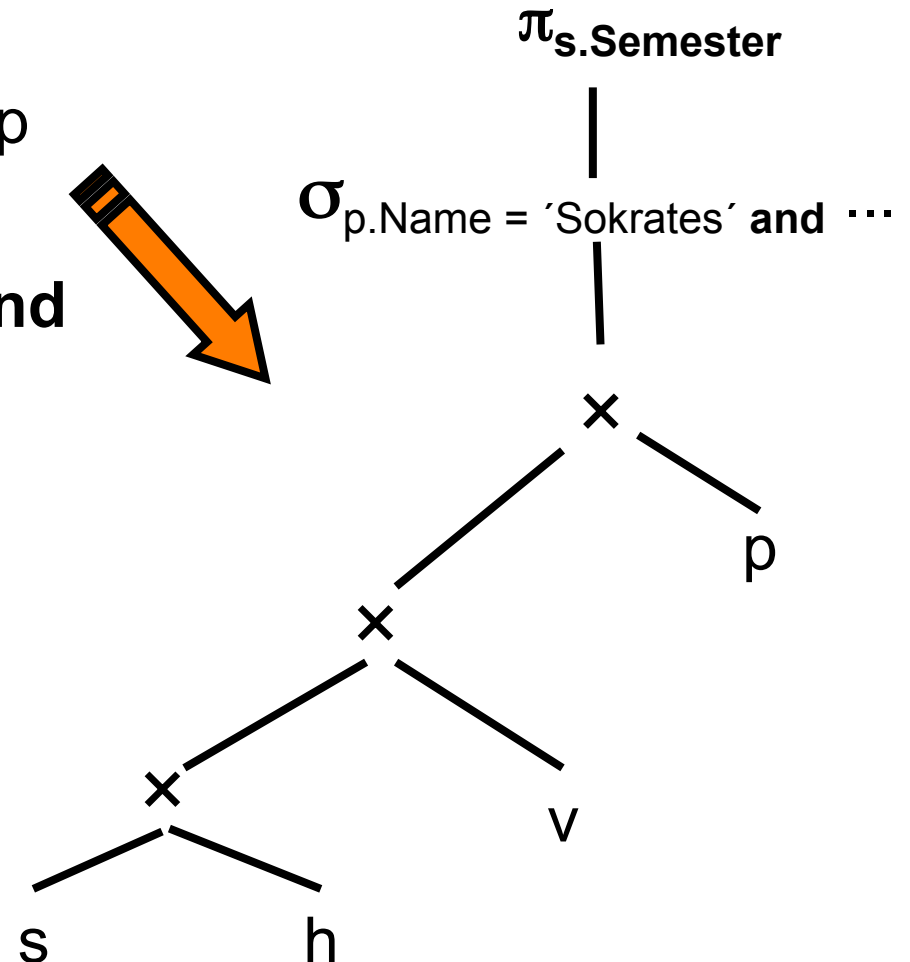 π s.Semester
p
σ p.Name = ´Sokrates´ and ...
nd
×
p
×
×
v
s h